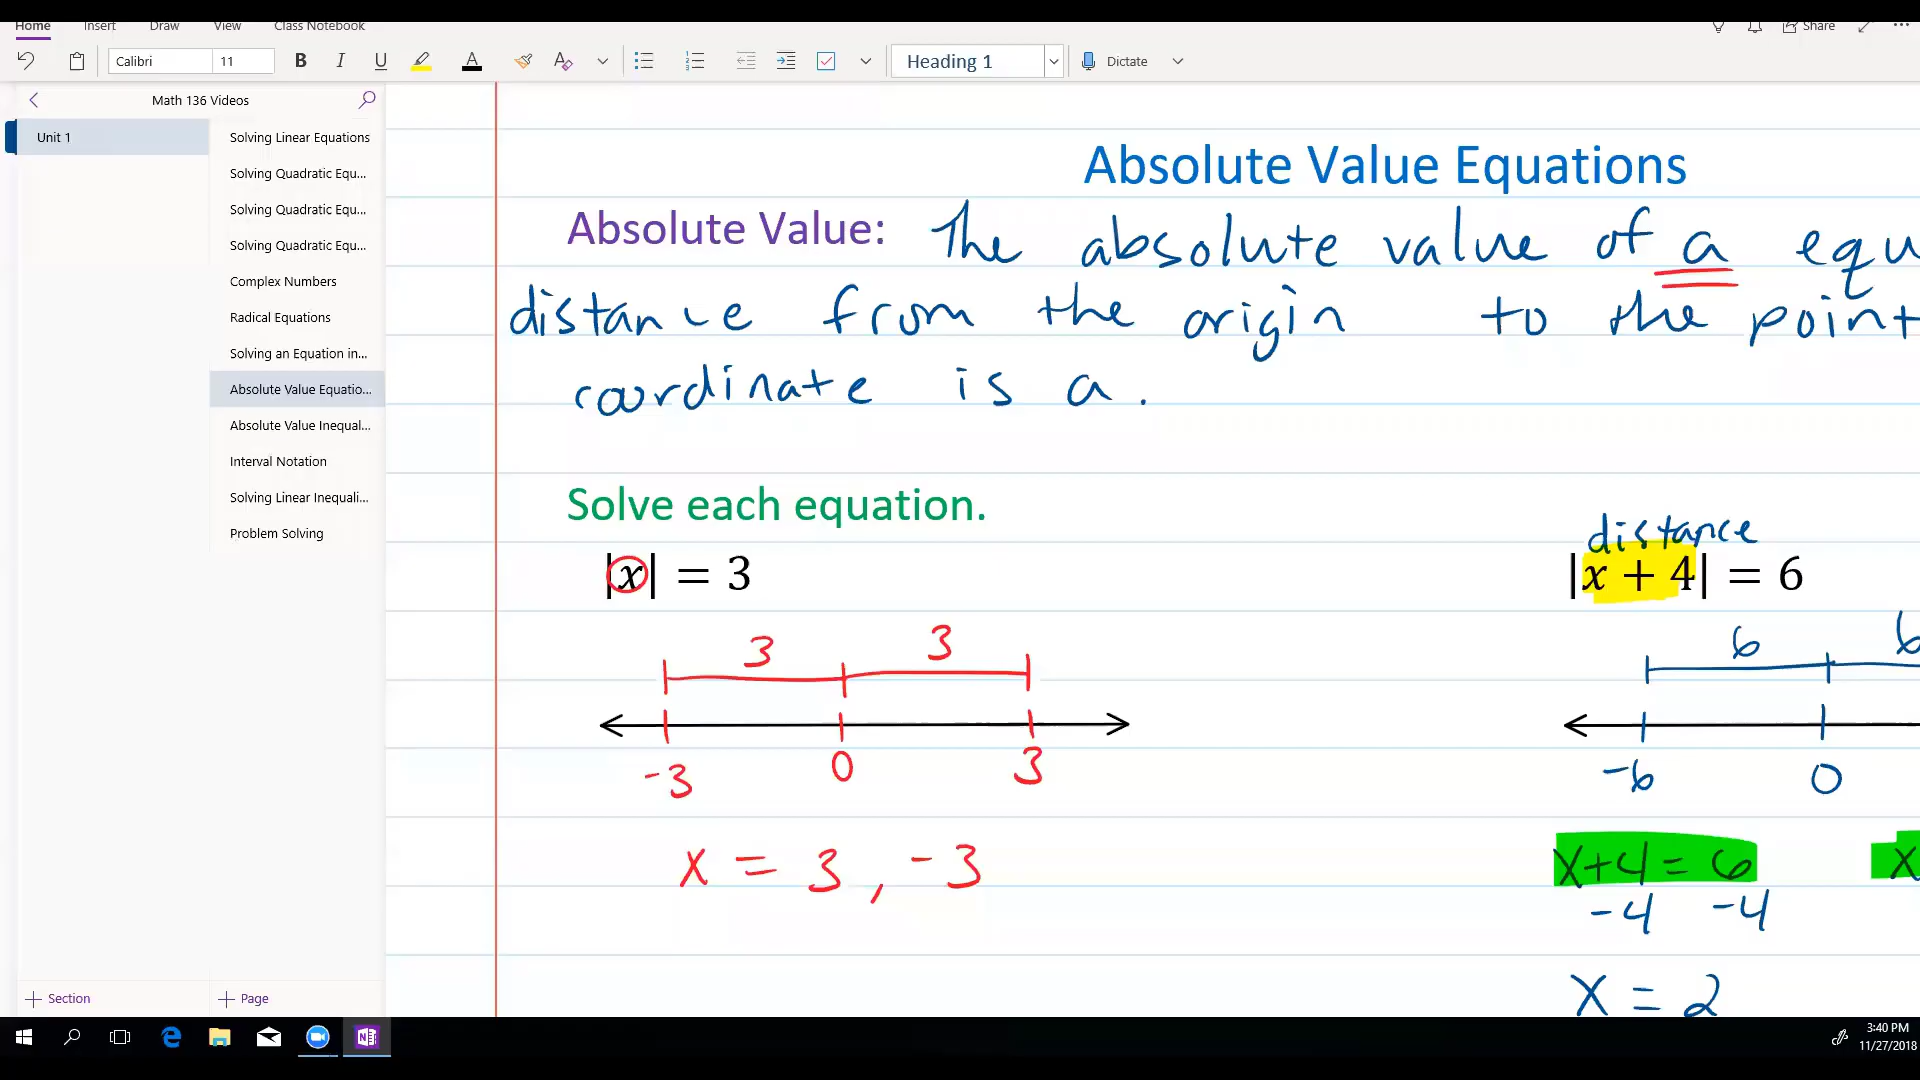 Home Insert Draw View Class Notebook Share
Calibri 11 B I U A A Heading 1 Dictate
Math 136 Videos
Unit 1
Solving Linear Equations
Solving Quadratic Equ...
Solving Quadratic Equ...
Solving Quadratic Equ...
Complex Numbers
Radical Equations
Solving an Equation in...
Absolute Value Equatio...
Absolute Value Inequal...
Interval Notation
Solving Linear Inequali...
Problem Solving
Section Page
Absolute Value Equations
Absolute Value: The absolute value of a equ
distance from the origin to the point
coordinate is a.
Solve each equation.
|x| = 3
3 3
-3 0 3
x = 3, -3
distance
|x + 4| = 6
6 6
-6 0
x+4 = 6 x
-4 -4
x = 2
3:40 PM
11/27/2018